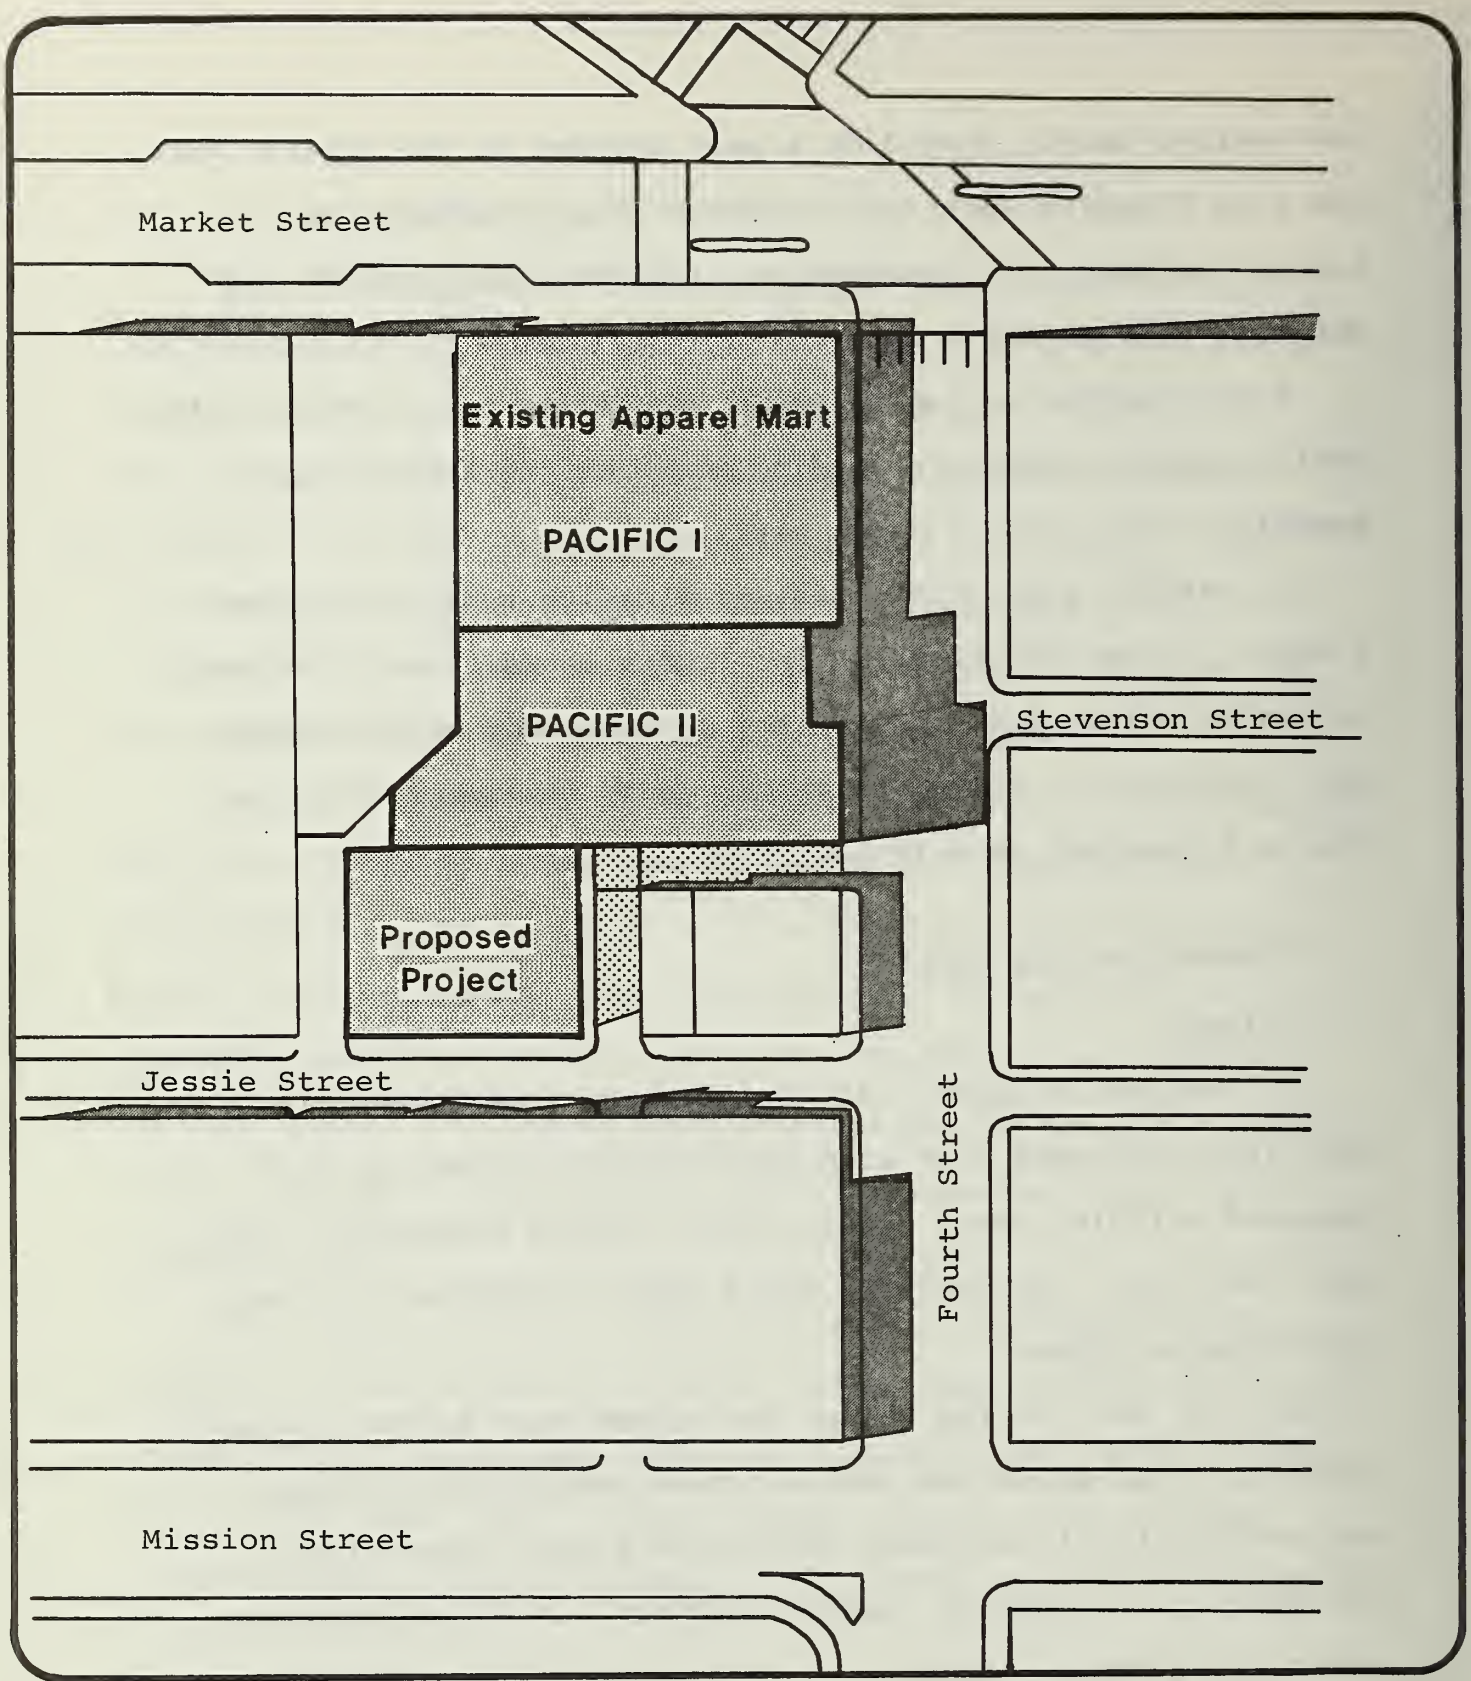 Market Street
Existing Apparel Mart
PACIFIC I
PACIFIC II
Stevenson Street
Proposed
Project
Jessie Street
Fourth Street
Mission Street